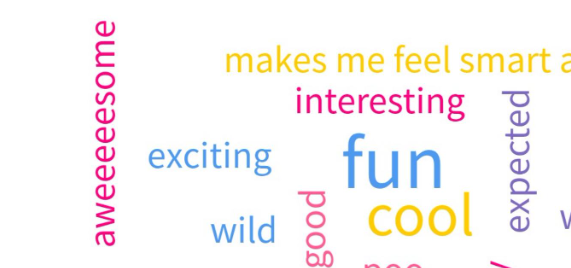 aweeeeesome
makes me feel smart a
interesting
expected
exciting
fun
good
cool
wild